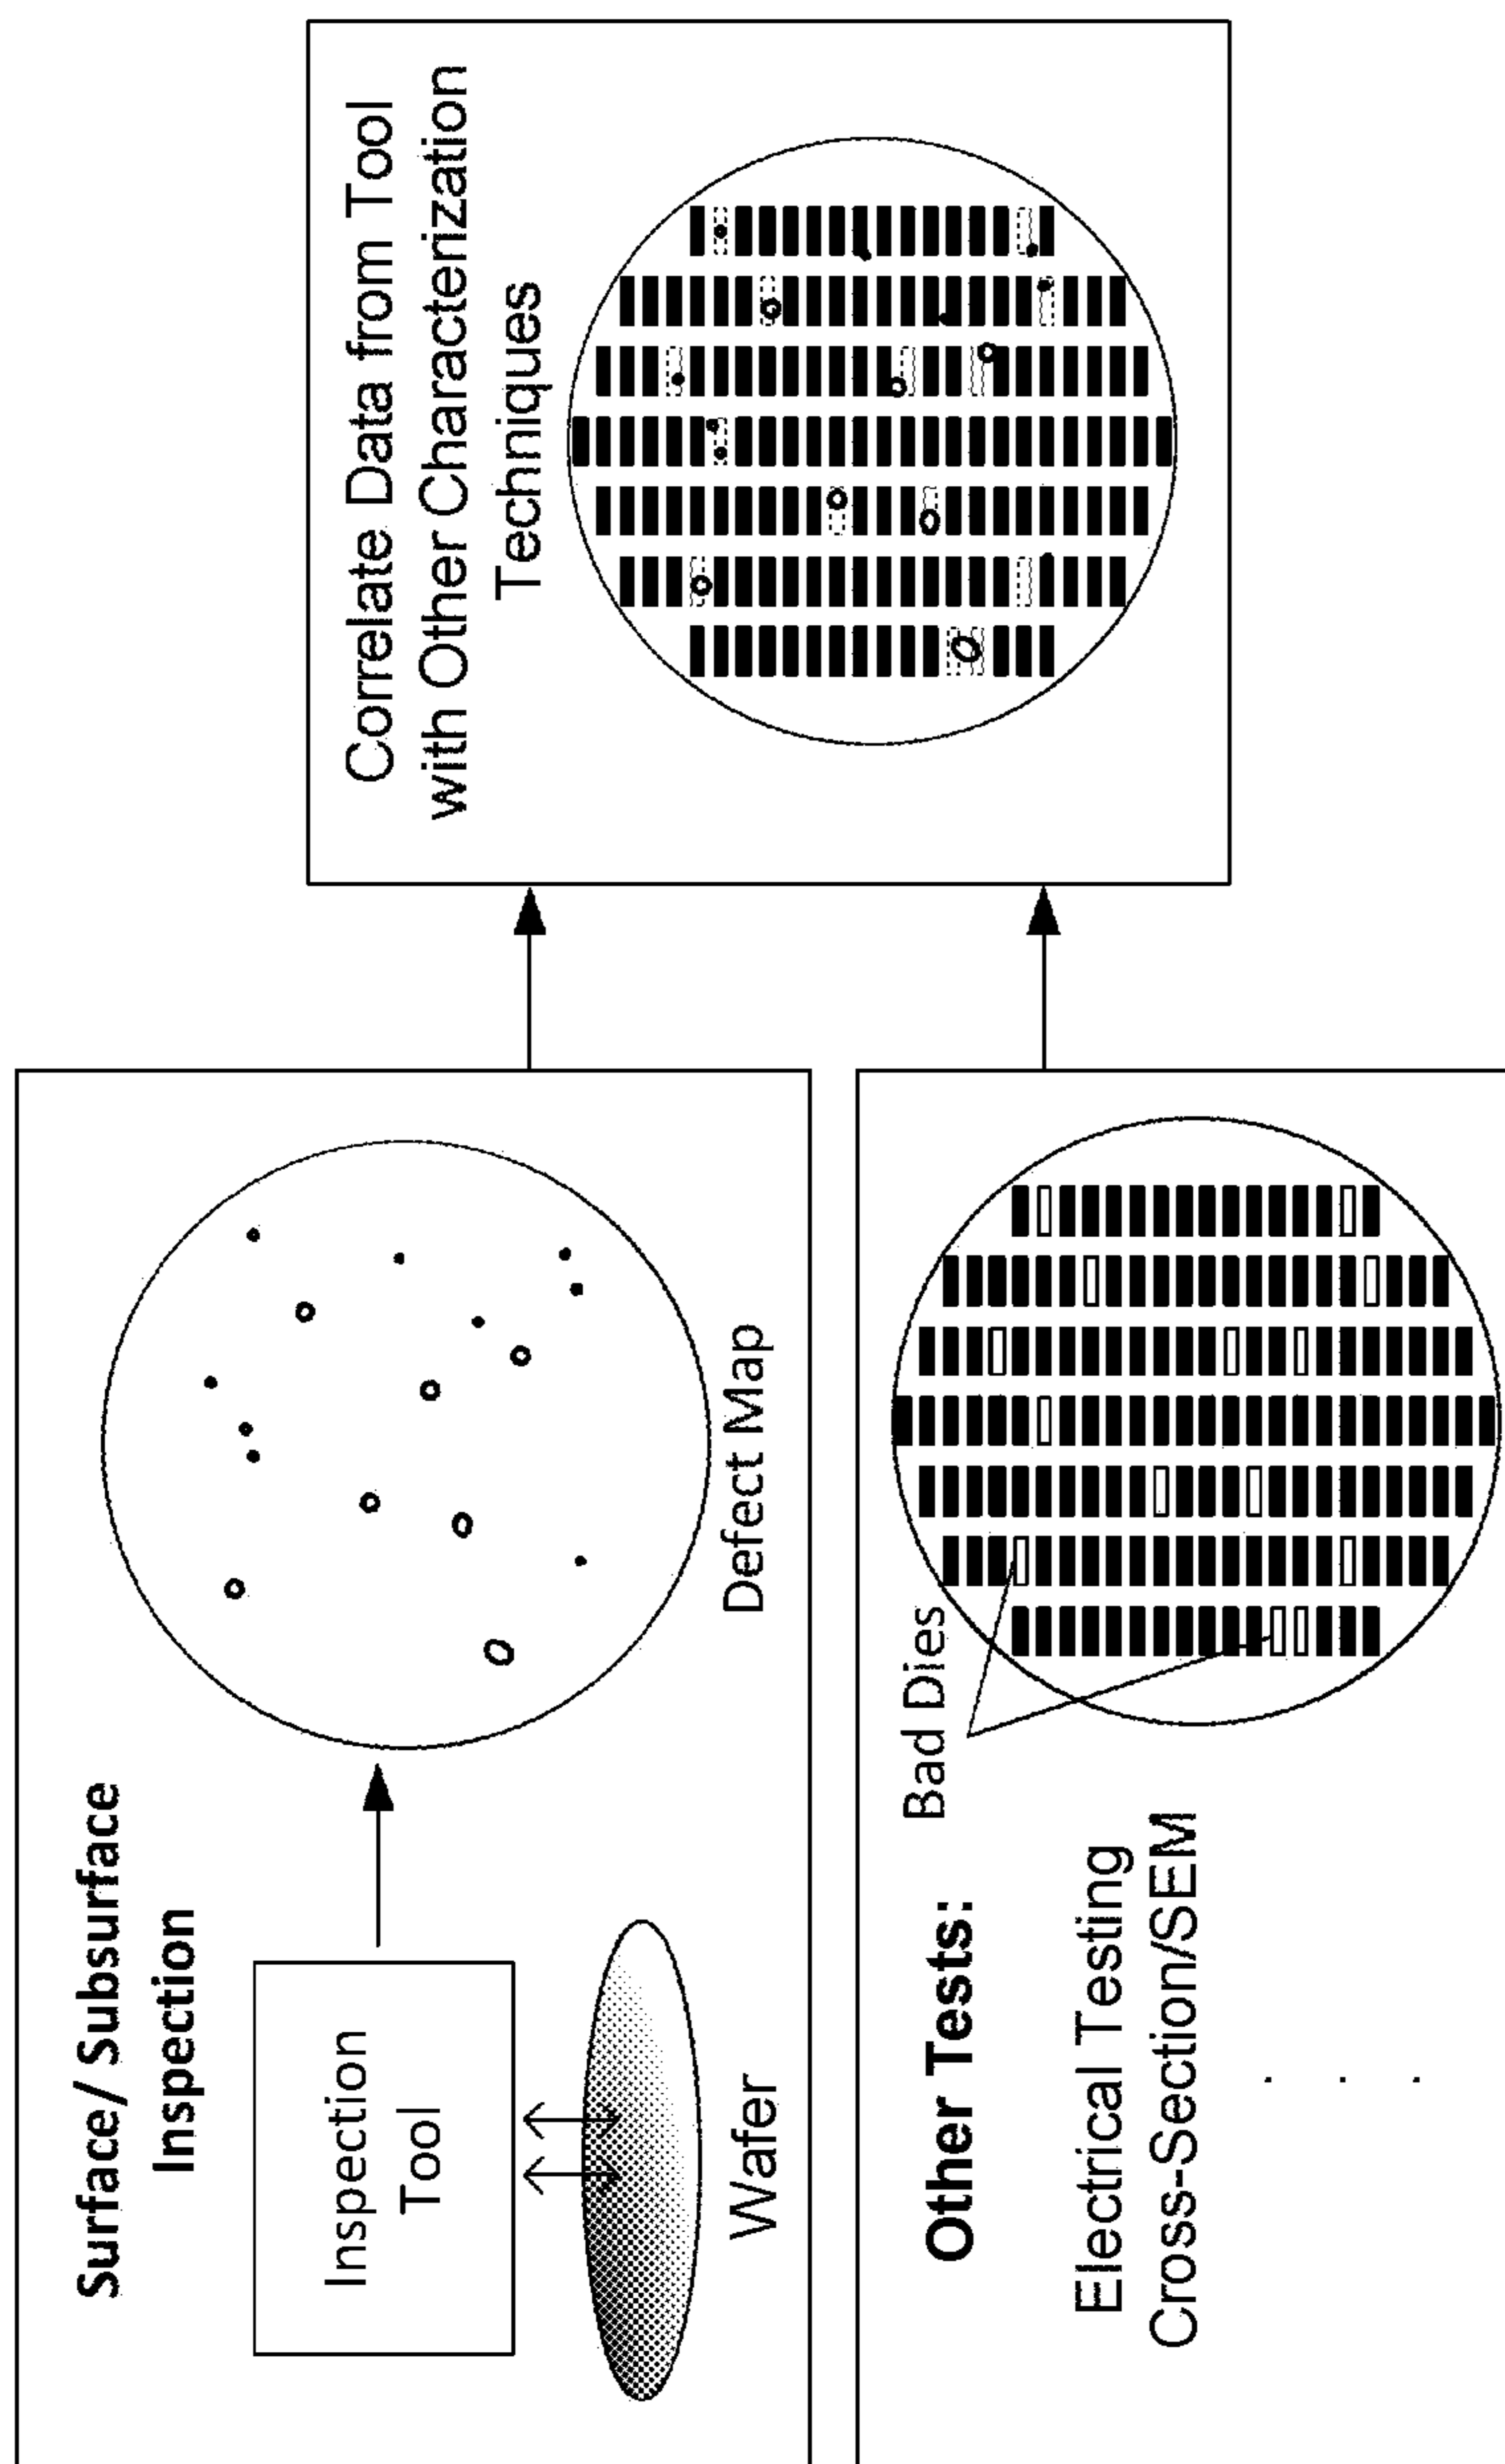 Surface/ Subsurface
Inspection
Inspection
Tool
Wafer
Defect Map
Other Tests:
Electrical Testing
Cross-Section/SEM
. . .
Bad Dies
Correlate Data from Tool
with Other Characterization
Techniques